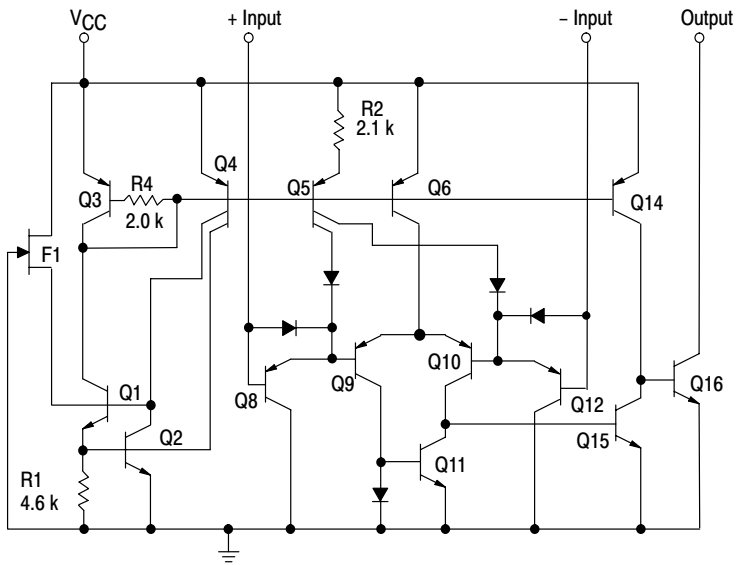 VCC
+ Input
– Input
Output
R2
2.1 k
Q4
R4
Q5
Q6
Q3
2.0 k
Q14
F1
Q1
Q8
Q9
Q10
Q12
Q16
Q2
Q15
Q11
R1
4.6 k